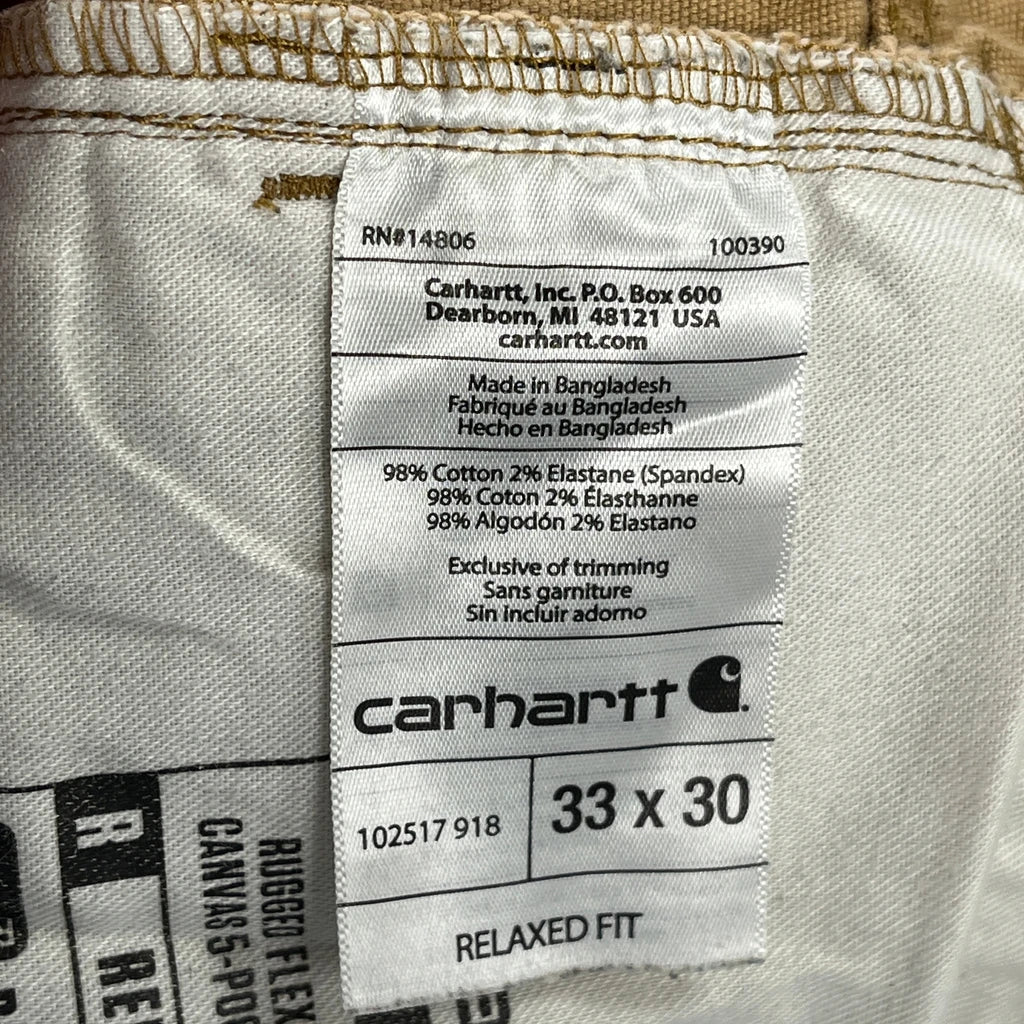 RN#14806 100390
Carhartt, Inc. P.O. Box 600
Dearborn, MI 48121 USA
carhartt.com
Made in Bangladesh
Fabriqué au Bangladesh
Hecho en Bangladesh
98% Cotton 2% Elastane (Spandex)
98% Coton 2% Élasthanne
98% Algodón 2% Elastano
Exclusive of trimming
Sans garniture
Sin incluir adorno
carhartt
102517 918 33 x 30
RELAXED FIT
RUGGED FLEX
CANVAS 5-PO
R